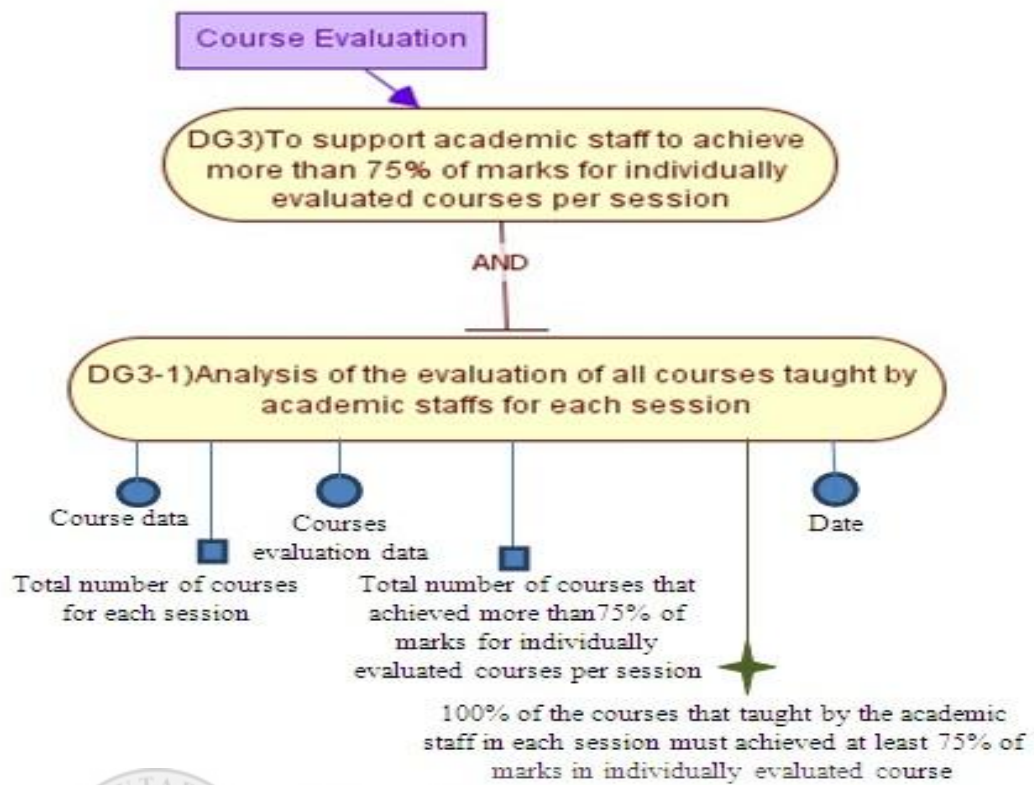 Course Evaluation
DG3)To support academic staff to achieve
more than 75% of marks for individually
evaluated courses per session
AND
DG3-1)Analysis of the evaluation of all courses taught by
academic staffs for each session
Course data
Total number of courses
for each session
Courses
evaluation data
Total number of courses that
achieved more than75% of
marks for individually
evaluated courses per session
Date
100% of the courses that taught by the academic
staff in each session must achieved at least 75% of
marks in individually evaluated course